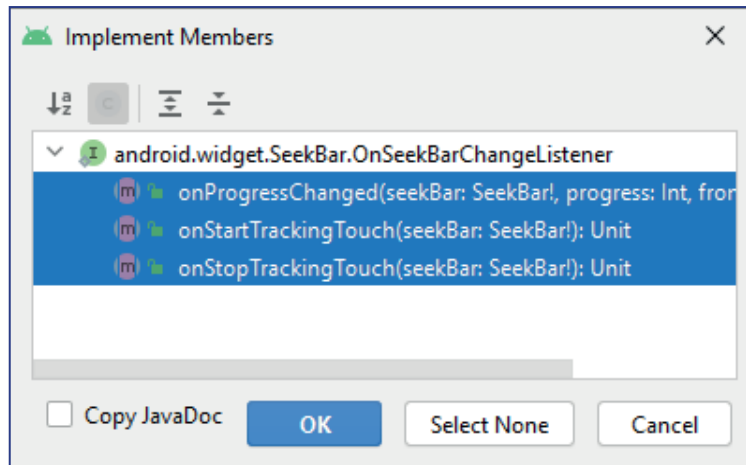 Implement Members
android.widget.SeekBar.OnSeekBarChangeListener
onProgressChanged(seekBar: SeekBar!, progress: Int, fron
onStartTrackingTouch(seekBar: SeekBar!): Unit
onStopTrackingTouch(seekBar: SeekBar!): Unit
Copy JavaDoc
OK
Select None
Cancel